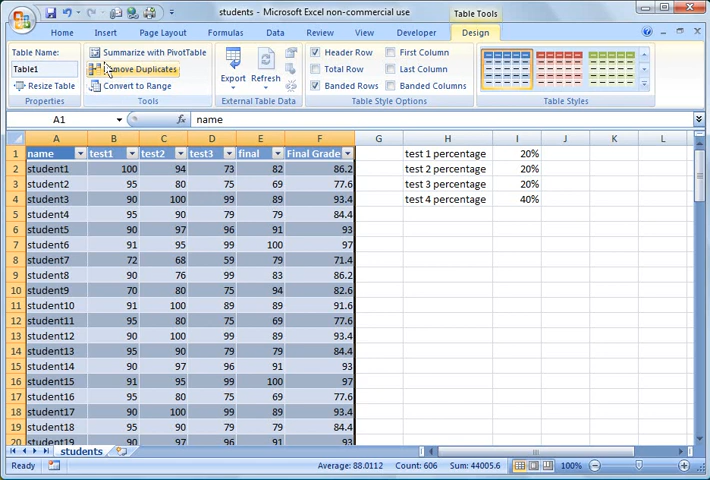 students - Microsoft Excel non-commercial use
Table Tools
Home Insert Page Layout Formulas Data Review View Developer Design
Table Name:
Table1
Resize Table
Properties
Summarize with PivotTable
Remove Duplicates
Convert to Range
Tools
Export Refresh
External Table Data
Header Row First Column
Total Row Last Column
Banded Rows Banded Columns
Table Style Options
Table Styles
A1 fx name
A B C D E F G H I J K L
1 name test1 test2 test3 final Final Grade test 1 percentage 20%
2 student1 100 94 73 82 86.2 test 2 percentage 20%
3 student2 95 80 75 69 77.6 test 3 percentage 20%
4 student3 90 100 89 99 93.4 test 4 percentage 40%
5 student4 95 90 79 79 84.4
6 student5 90 97 96 91 93
7 student6 91 95 99 100 97
8 student7 72 68 59 79 71.4
9 student8 90 76 99 83 86.2
10 student9 70 80 75 94 82.6
11 student10 91 100 89 89 91.6
12 student11 95 80 75 69 77.6
13 student12 90 100 89 99 93.4
14 student13 95 90 79 79 84.4
15 student14 90 97 96 91 93
16 student15 91 95 99 100 97
17 student16 95 80 75 69 77.6
18 student17 90 100 89 99 93.4
19 student18 95 90 79 79 84.4
20 student19 90 97 96 91 93
students
Ready Average: 88.0112 Count: 606 Sum: 44005.6 100%